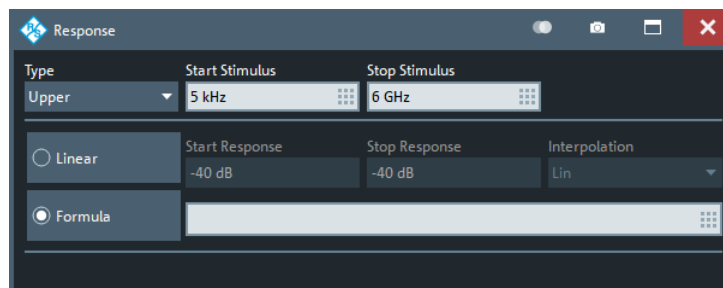 Response
Type Start Stimulus Stop Stimulus
Upper 5 kHz 6 GHz
Linear Start Response Stop Response Interpolation
-40 dB -40 dB Lin
Formula